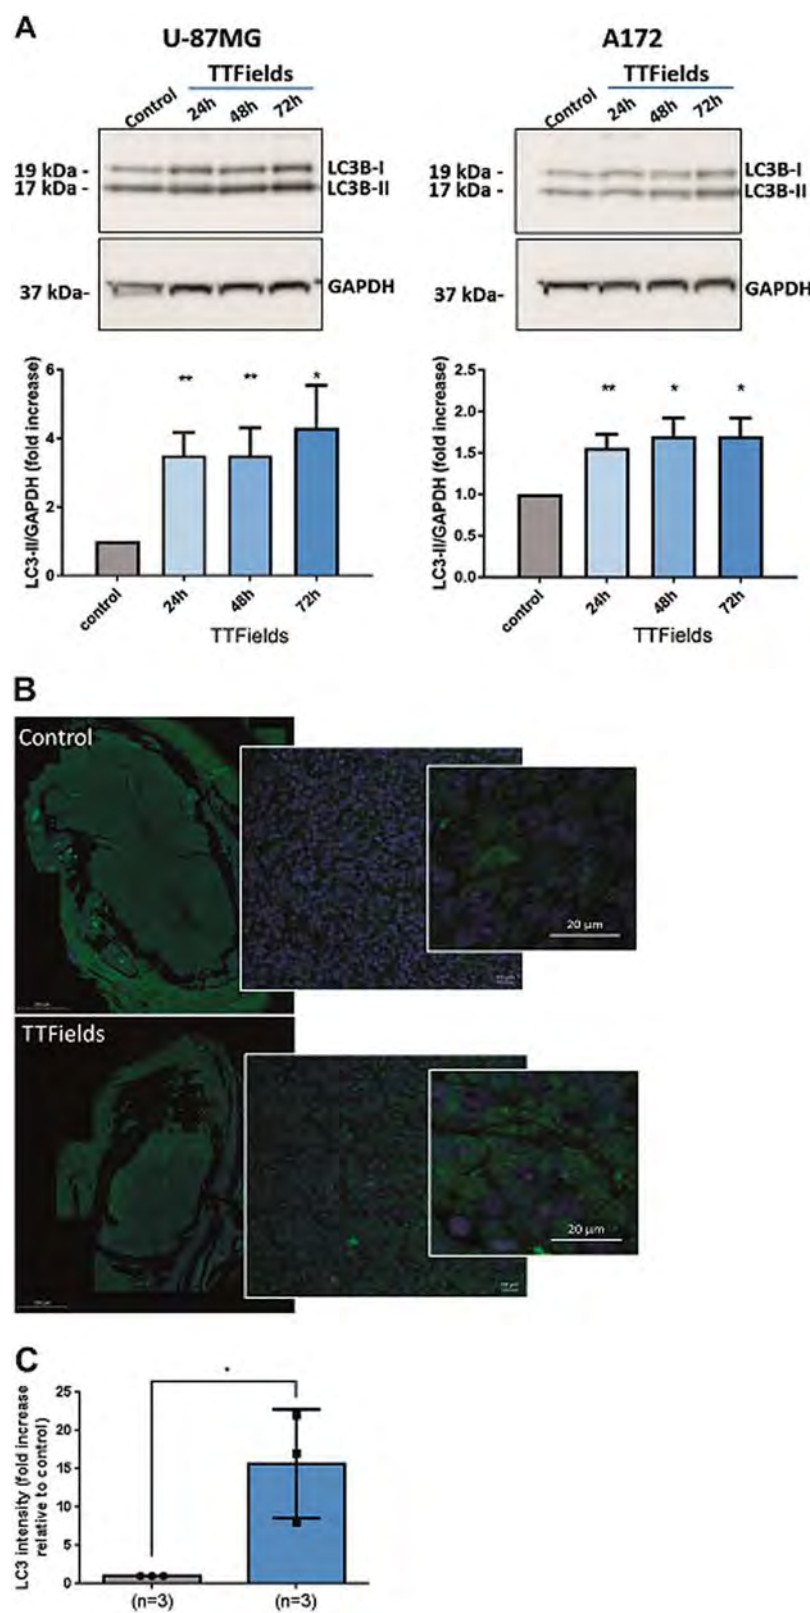 A
U-87MG
TTFields
Control 24h 48h 72h
19 kDa - LC3B-I
17 kDa - LC3B-II
37 kDa- GAPDH
LC3-II/GAPDH (fold increase)
6
4
2
0
** ** *
control 24h 48h 72h
TTFields
A172
TTFields
Control 24h 48h 72h
19 kDa - LC3B-I
17 kDa - LC3B-II
37 kDa- GAPDH
LC3-II/GAPDH (fold increase)
2.5
2.0
1.5
1.0
0.5
0.0
** * *
control 24h 48h 72h
TTFields
B
Control
20 µm
TTFields
20 µm
C
LC3 intensity (fold increase
relative to control)
25
20
15
10
5
0
*
(n=3) (n=3)